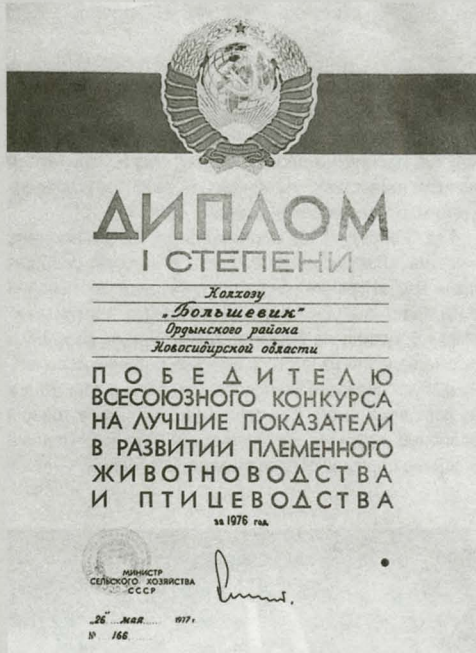 ДИПЛОМ
I СТЕПЕНИ
Колхозу
„Большевик"
Ордынского района
Новосибирской области
ПОБЕДИТЕЛЮ
ВСЕСОЮЗНОГО КОНКУРСА
НА ЛУЧШИЕ ПОКАЗАТЕЛИ
В РАЗВИТИИ ПЛЕМЕННОГО
ЖИВОТНОВОДСТВА
И ПТИЦЕВОДСТВА
за 1976 год
МИНИСТР
СЕЛЬСКОГО ХОЗЯЙСТВА
СССР
„26" мая 1977 г.
№ 166